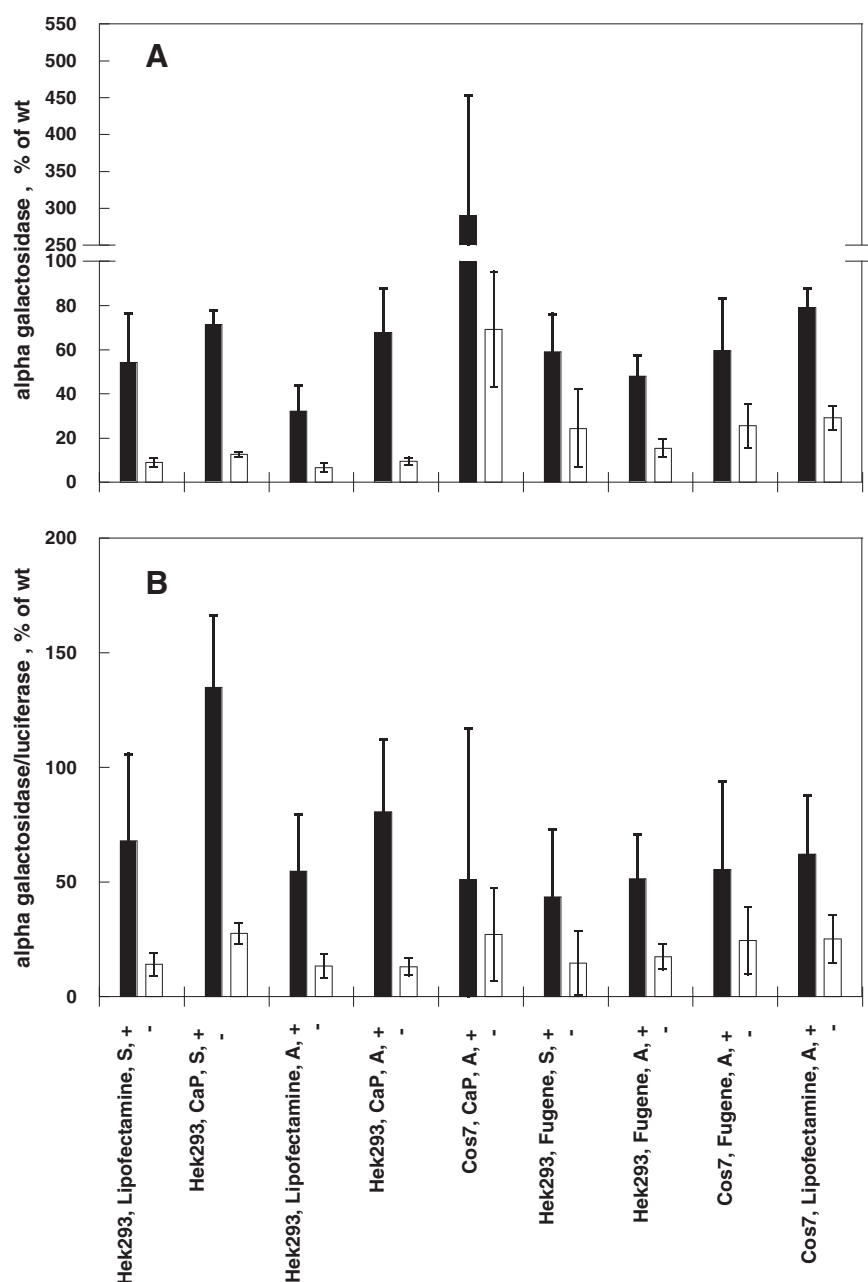 A
alpha galactosidase , % of wt
550
500
450
400
350
300
250
100
80
60
40
20
0
B
alpha galactosidase/luciferase , % of wt
200
150
100
50
0
Hek293, Lipofectamine, S, +
-
Hek293, CaP, S, +
-
Hek293, Lipofectamine, A, +
-
Hek293, CaP, A, +
-
Cos7, CaP, A, +
-
Hek293, Fugene, S, +
-
Hek293, Fugene, A, +
-
Cos7, Fugene, A, +
-
Cos7, Lipofectamine, A, +
-